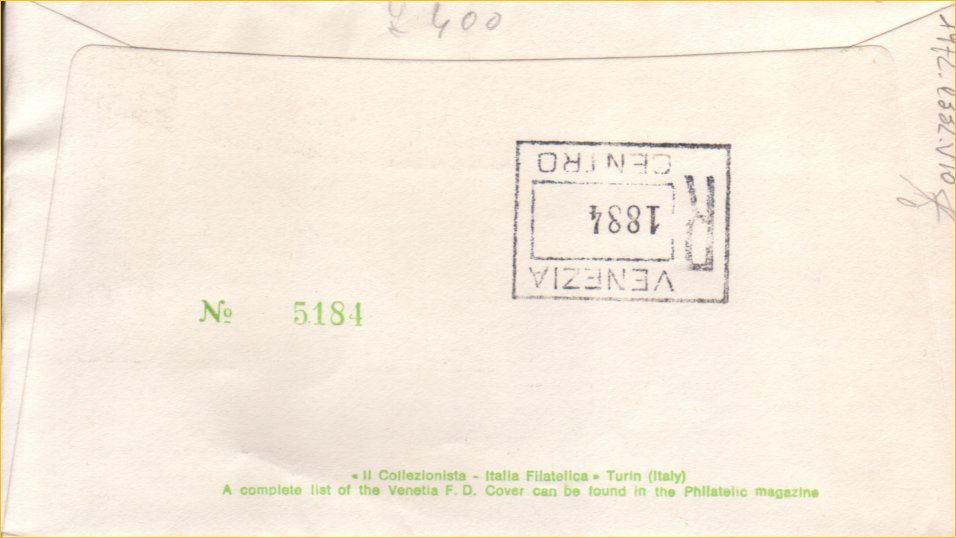 £ 400
VENEZIA
R 1884
CENTRO
№ 5184
« Il Collezionista - Italia Filatelica » Turin (Italy)
A complete list of the Venetia F. D. Cover can be found in the Philatelic magazine